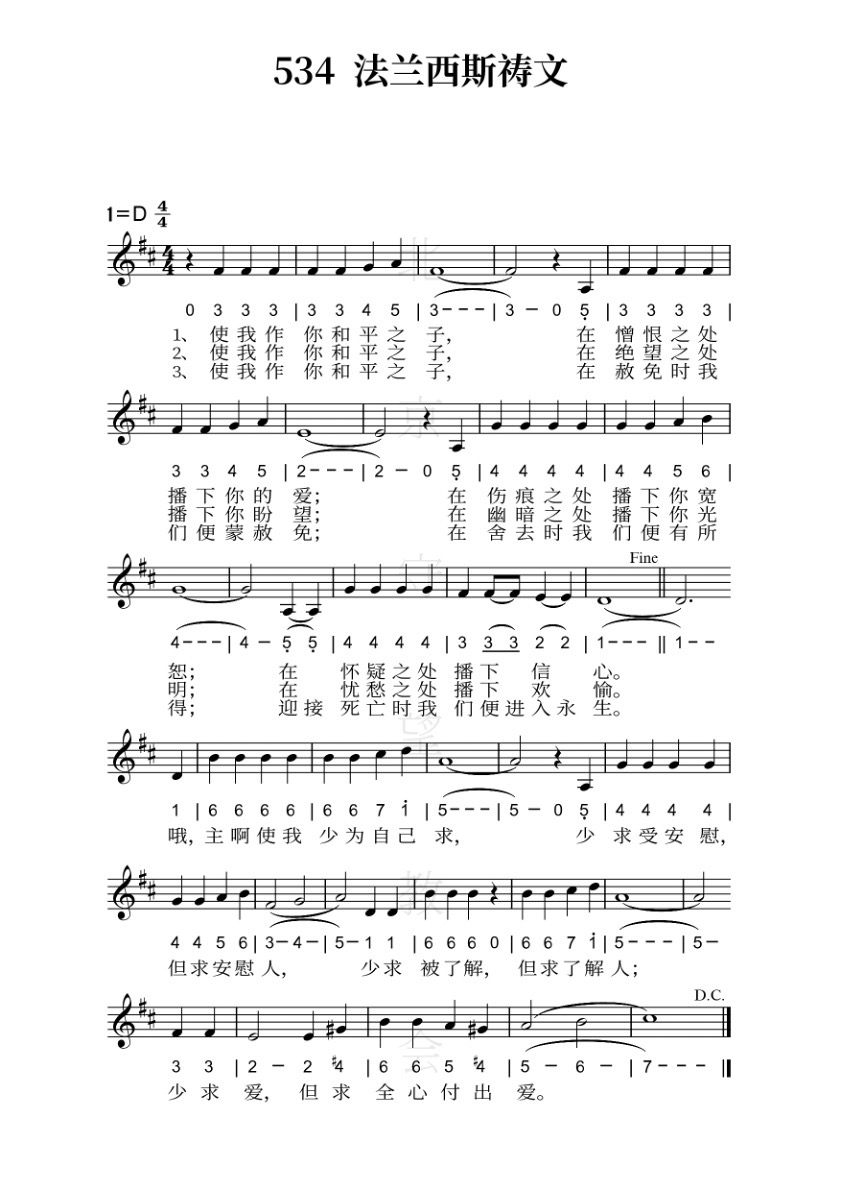 534 法兰西斯祷文
1=D 4/4
0 3 3 3 | 3 3 4 5 | 3 - - - | 3 - 0 5̣ | 3 3 3 3 |
1、 使我作 你和平之子， 在 憎恨之处
2、 使我作 你和平之子， 在 绝望之处
3、 使我作 你和平之子， 在 赦免时我
3 3 4 5 | 2 - - - | 2 - 0 5̣ | 4 4 4 4 | 4 4 5 6 |
播下你的爱； 在 伤痕之处 播下你宽
播下你盼望； 在 幽暗之处 播下你光
们便蒙赦免； 在 舍去时我 们便有所
Fine
4 - - - | 4 - 5̣ 5̣ | 4 4 4 4 | 3 3 3 2 2 | 1 - - - || 1 - -
恕； 在 怀疑之处 播下 信 心。
明； 在 忧愁之处 播下 欢 愉。
得； 迎接 死亡时我 们便进入永 生。
1 | 6 6 6 6 | 6 6 7 1̇ | 5 - - - | 5 - 0 5̣ | 4 4 4 4 |
哦，主啊使我 少为自己 求， 少 求受安慰，
4 4 5 6 | 3 - 4 - | 5 - 1 1 | 6 6 6 0 | 6 6 7 1̇ | 5 - - - | 5 -
但求安慰人， 少求 被了解， 但求了解人；
D.C.
3 3 | 2 - 2 #4 | 6 6 5 #4 | 5 - 6 - | 7 - - - ||
少求 爱，但求 全心付出 爱。
北京守望教会